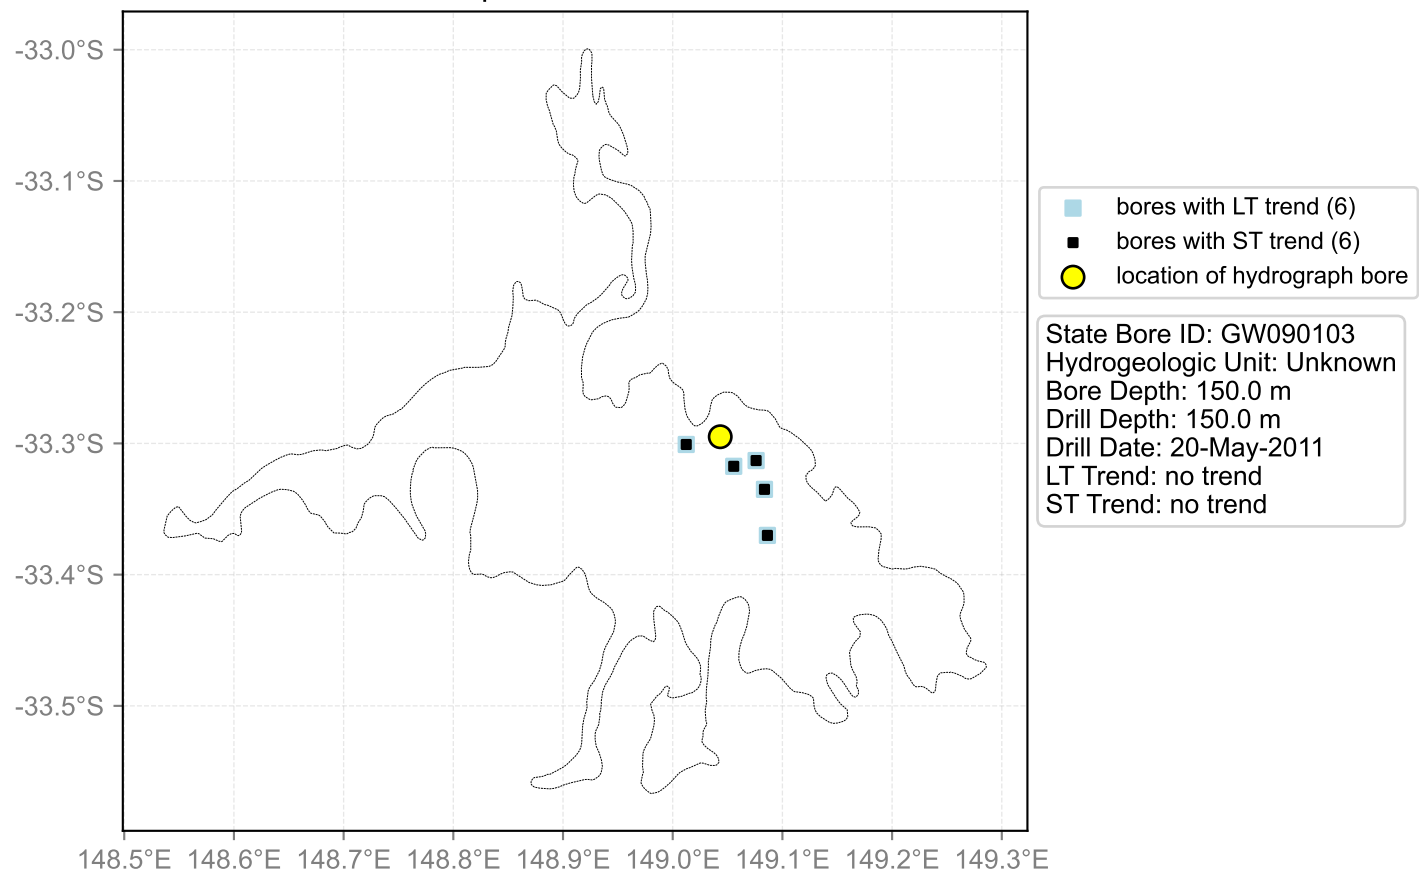 -33.0°S
-33.1°S
-33.2°S
-33.3°S
-33.4°S
-33.5°S
148.5°E 148.6°E 148.7°E 148.8°E 148.9°E 149.0°E 149.1°E 149.2°E 149.3°E
bores with LT trend (6)
bores with ST trend (6)
location of hydrograph bore
State Bore ID: GW090103
Hydrogeologic Unit: Unknown
Bore Depth: 150.0 m
Drill Depth: 150.0 m
Drill Date: 20-May-2011
LT Trend: no trend
ST Trend: no trend